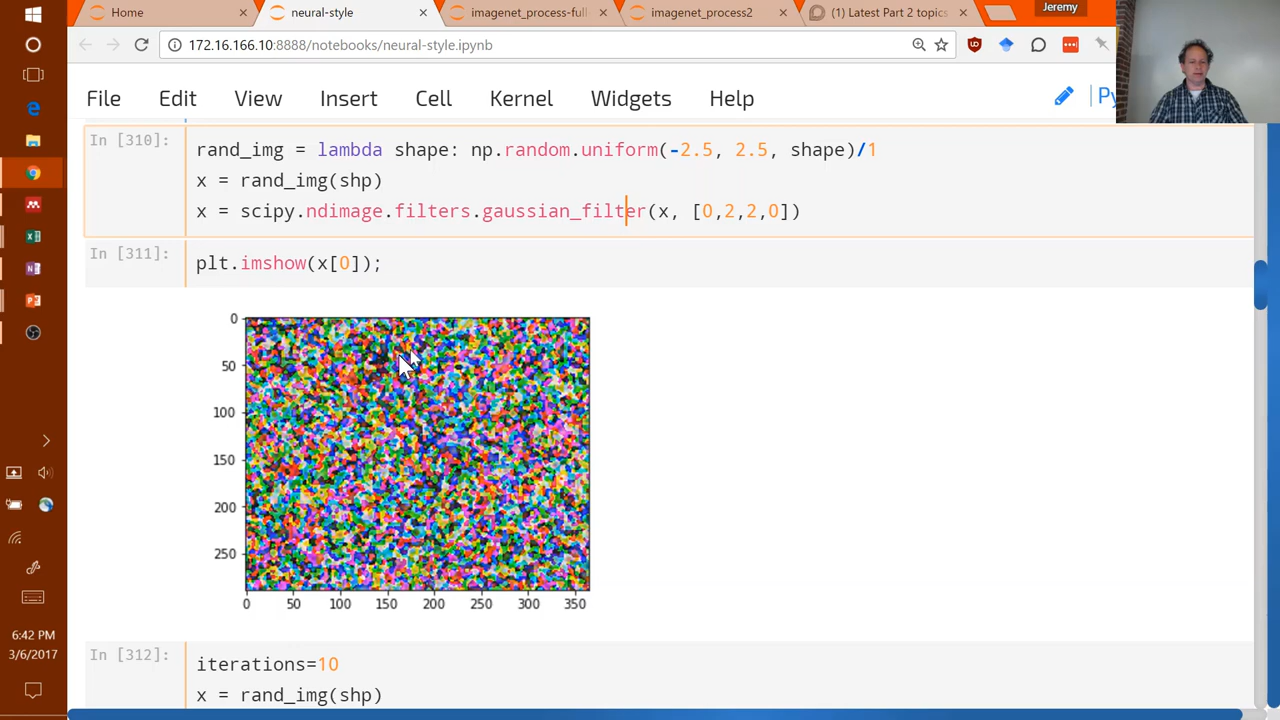 Home
neural-style
imagenet_process-full
imagenet_process2
(1) Latest Part 2 topics
Jeremy
172.16.166.10:8888/notebooks/neural-style.ipynb
File Edit View Insert Cell Kernel Widgets Help
Py
In [310]:
rand_img = lambda shape: np.random.uniform(-2.5, 2.5, shape)/1
x = rand_img(shp)
x = scipy.ndimage.filters.gaussian_filter(x, [0,2,2,0])
In [311]:
plt.imshow(x[0]);
0
50
100
150
200
250
0 50 100 150 200 250 300 350
In [312]:
iterations=10
x = rand_img(shp)
6:42 PM
3/6/2017